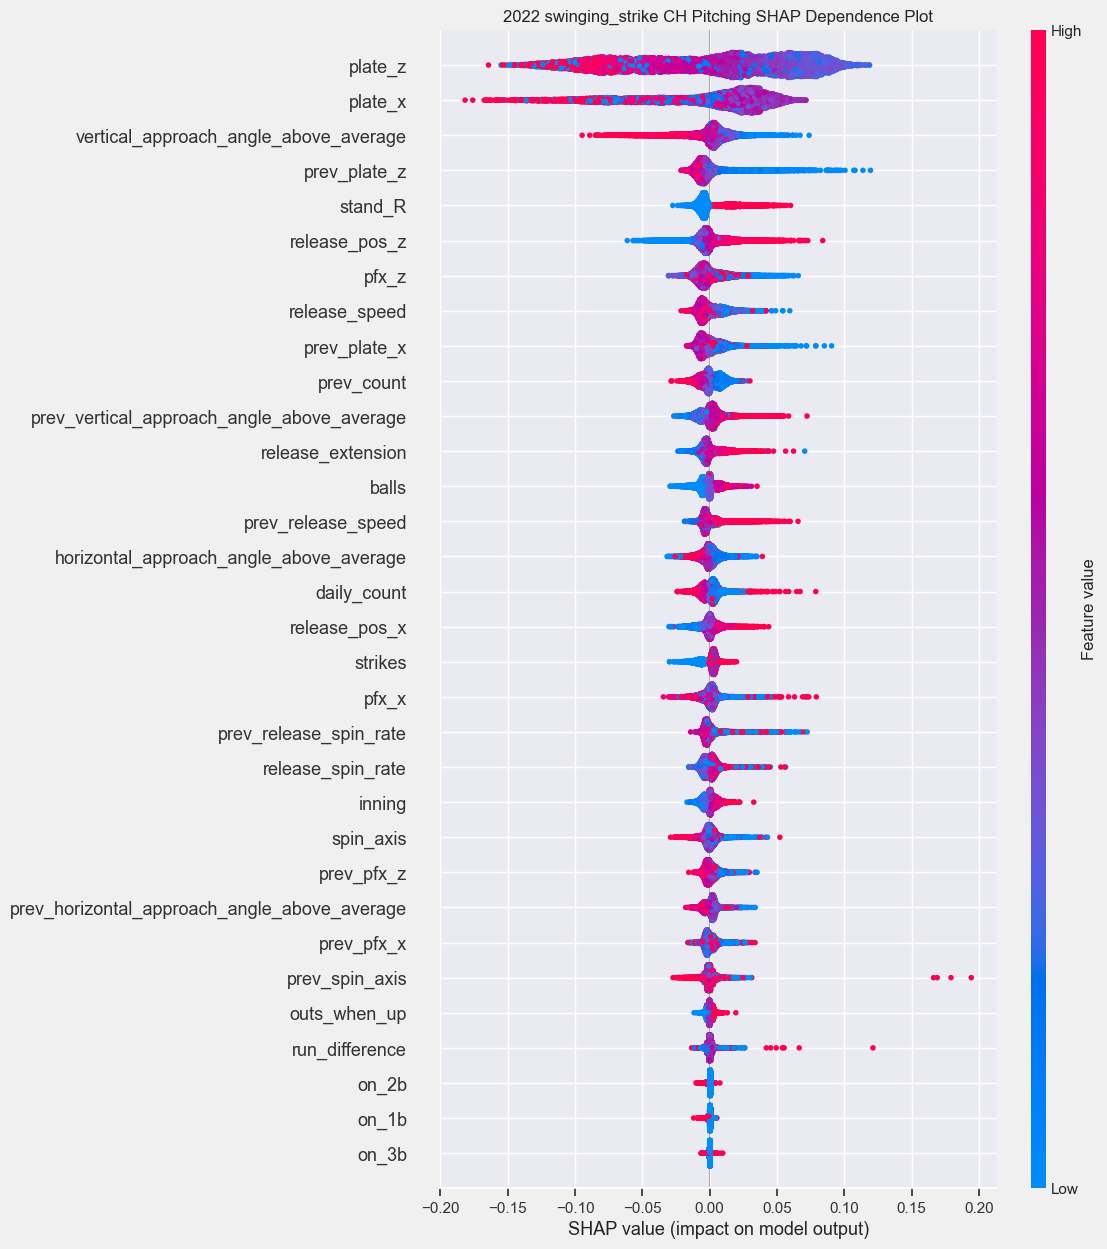 2022 swinging_strike CH Pitching SHAP Dependence Plot
High
plate_z
plate_x
vertical_approach_angle_above_average
prev_plate_z
stand_R
release_pos_z
pfx_z
release_speed
prev_plate_x
prev_count
prev_vertical_approach_angle_above_average
release_extension
balls
prev_release_speed
horizontal_approach_angle_above_average
daily_count
release_pos_x
strikes
pfx_x
prev_release_spin_rate
release_spin_rate
inning
spin_axis
prev_pfx_z
prev_horizontal_approach_angle_above_average
prev_pfx_x
prev_spin_axis
outs_when_up
run_difference
on_2b
on_1b
on_3b
Feature value
Low
−0.20 −0.15 −0.10 −0.05 0.00 0.05 0.10 0.15 0.20
SHAP value (impact on model output)